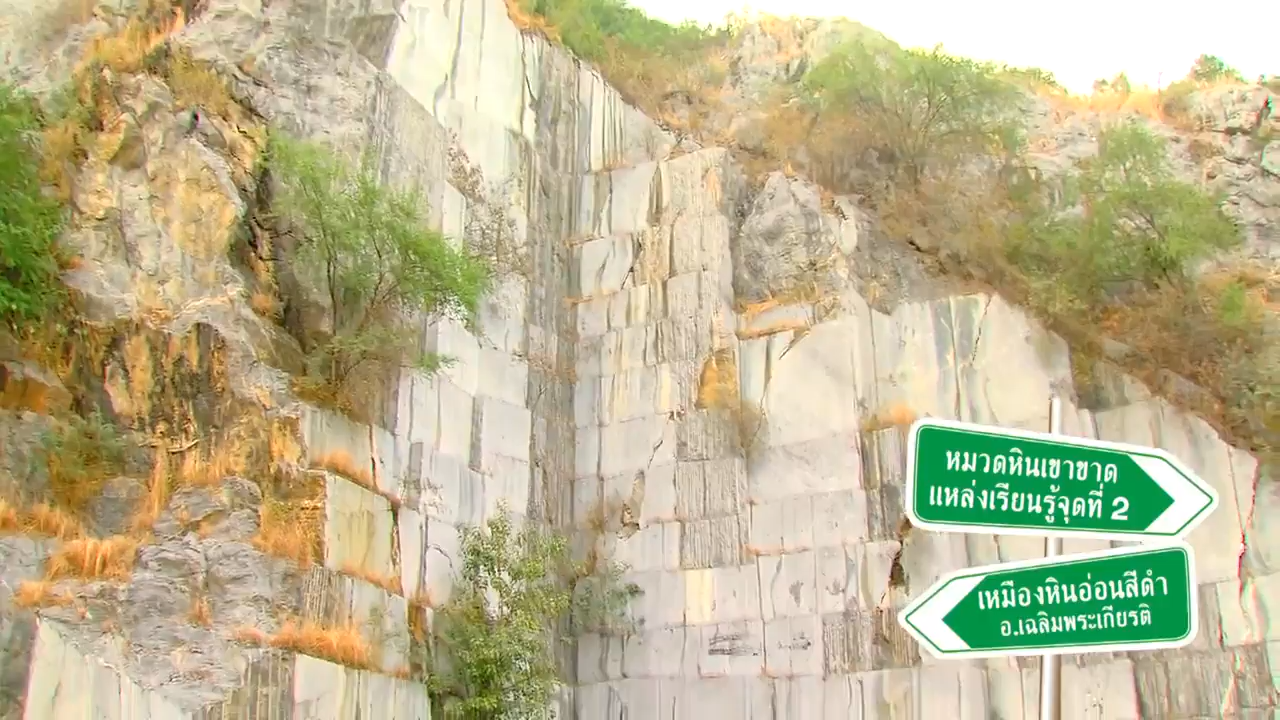 หมวดหินเขาขาด
แหล่งเรียนรู้จุดที่ 2
เหมืองหินอ่อนสีดำ
อ.เฉลิมพระเกียรติ